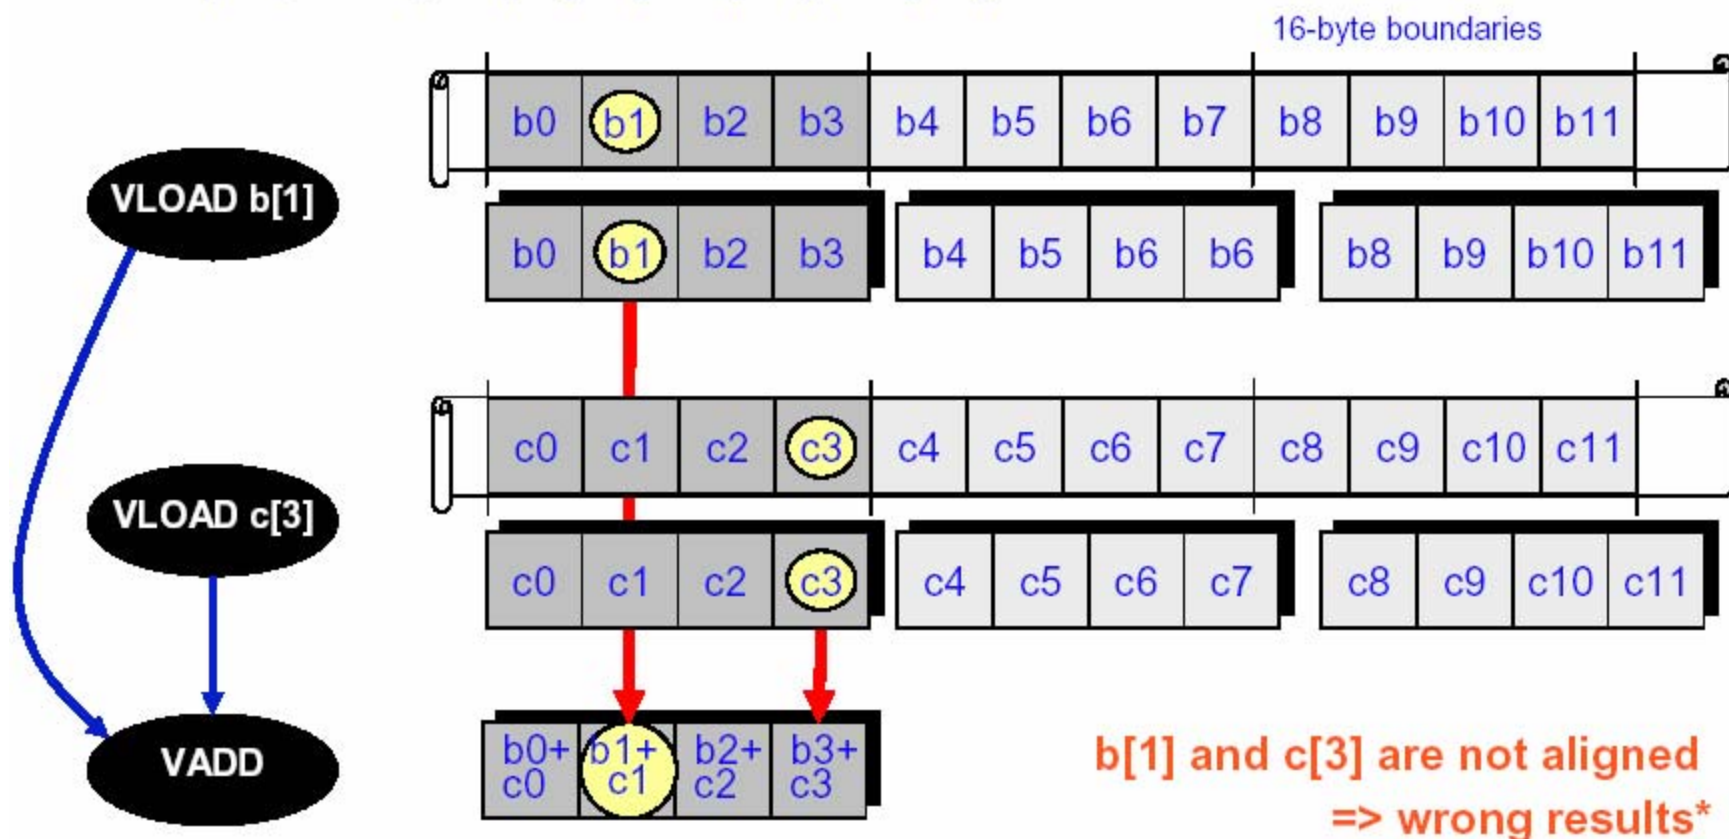 16-byte boundaries
b0 b1 b2 b3 b4 b5 b6 b7 b8 b9 b10 b11
VLOAD b[1]
b0 b1 b2 b3 b4 b5 b6 b6 b8 b9 b10 b11
c0 c1 c2 c3 c4 c5 c6 c7 c8 c9 c10 c11
VLOAD c[3]
c0 c1 c2 c3 c4 c5 c6 c7 c8 c9 c10 c11
VADD
b0+ b1+ b2+ b3+
c0 c1 c2 c3
b[1] and c[3] are not aligned
=> wrong results*